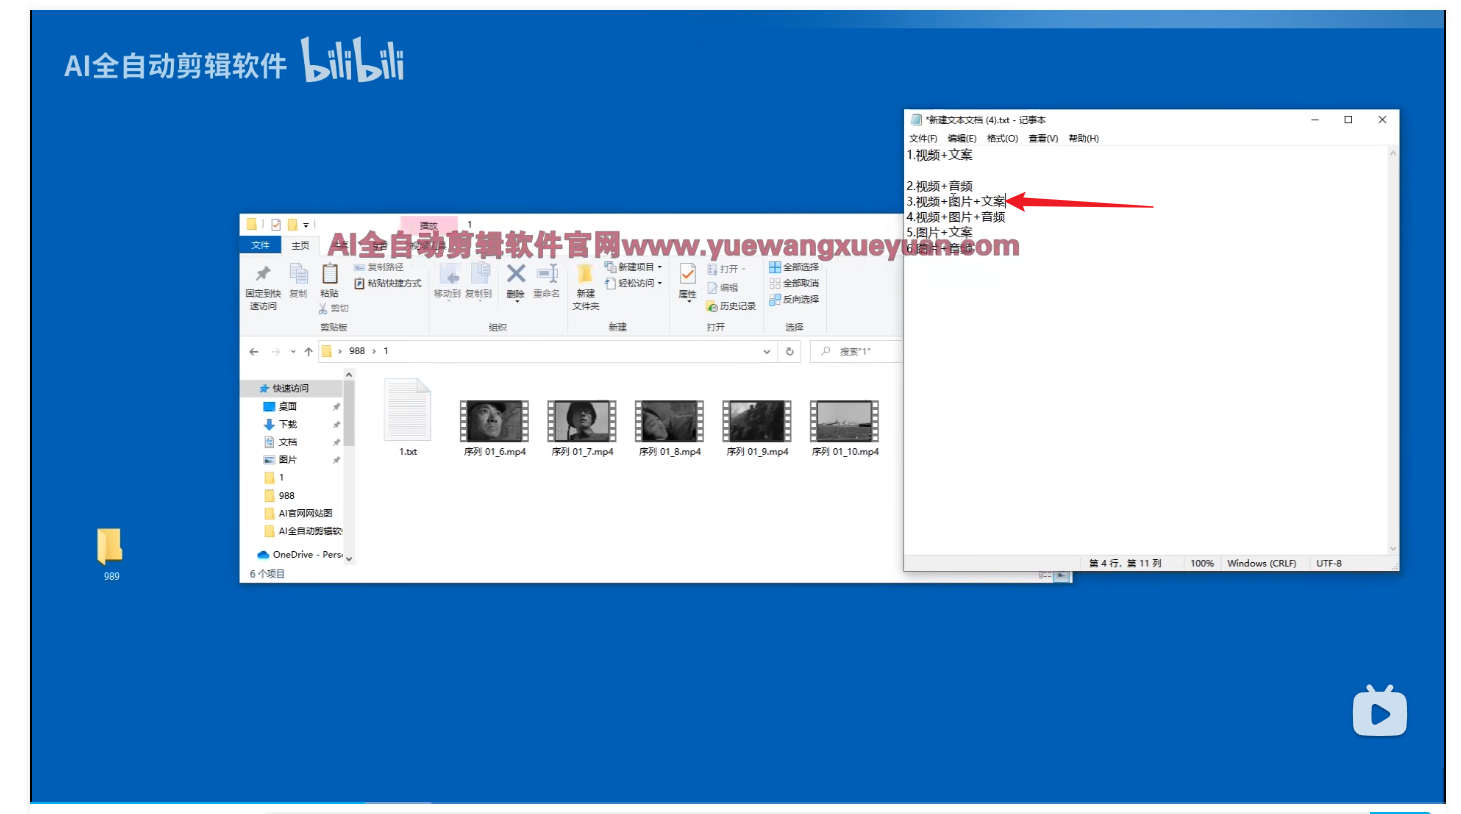 AI全自动剪辑软件 bilibili
*新建文本文档 (4).txt - 记事本
文件(F) 编辑(E) 格式(O) 查看(V) 帮助(H)
1.视频+文案
2.视频+音频
3.视频+图片+文案
4.视频+图片+音频
5.图片+文案
6.图片+音频
播放 1
文件 主页
AI全自动剪辑软件官网www.yuewangxueyuan.com
固定到快速访问
复制
粘贴
复制路径
粘贴快捷方式
剪切
剪贴板
移动到 复制到 删除 重命名
组织
新建文件夹
新建项目
轻松访问
新建
属性
打开
编辑
历史记录
打开
全部选择
全部取消
反向选择
选择
988 1
搜索"1"
快速访问
桌面
下载
文档
图片
1
988
AI官网网站图
AI全自动剪辑软
OneDrive - Pers
1.txt 序列 01_6.mp4 序列 01_7.mp4 序列 01_8.mp4 序列 01_9.mp4 序列 01_10.mp4
6 个项目
第 4 行，第 11 列 100% Windows (CRLF) UTF-8
989